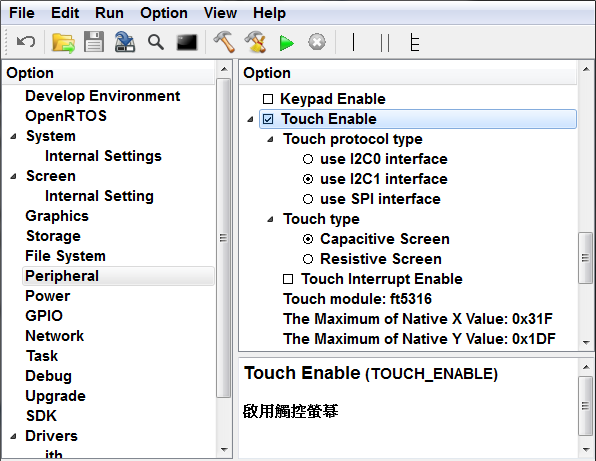 File Edit Run Option View Help
Option
Develop Environment
OpenRTOS
System
Internal Settings
Screen
Internal Setting
Graphics
Storage
File System
Peripheral
Power
GPIO
Network
Task
Debug
Upgrade
SDK
Drivers
ith
Option
Keypad Enable
Touch Enable
Touch protocol type
use I2C0 interface
use I2C1 interface
use SPI interface
Touch type
Capacitive Screen
Resistive Screen
Touch Interrupt Enable
Touch module: ft5316
The Maximum of Native X Value: 0x31F
The Maximum of Native Y Value: 0x1DF
Touch Enable (TOUCH_ENABLE)
啟用觸控螢幕